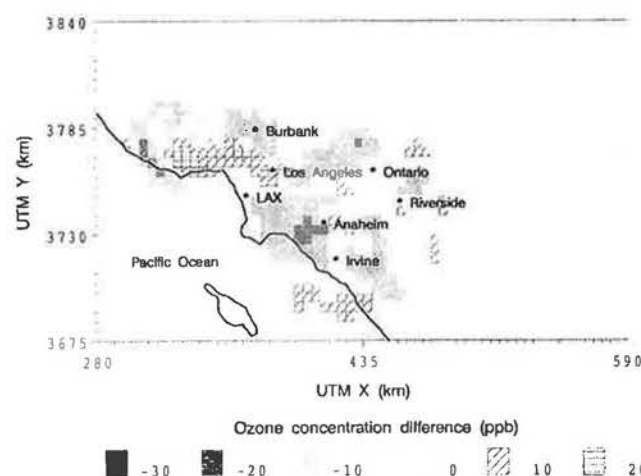 3840
UTM Y (km)
3785
Burbank
Los Angeles
Ontario
LAX
Riverside
3730
Anaheim
Pacific Ocean
Irvine
3675
280
435
590
UTM X (km)
Ozone concentration difference (ppb)
-30 -20 -10 0 10 2